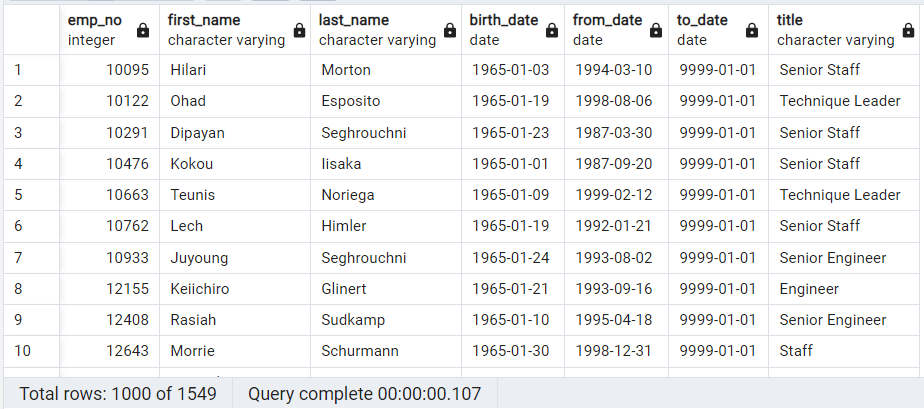 emp_no first_name last_name birth_date from_date to_date title
integer character varying character varying date date date character varying
1 10095 Hilari Morton 1965-01-03 1994-03-10 9999-01-01 Senior Staff
2 10122 Ohad Esposito 1965-01-19 1998-08-06 9999-01-01 Technique Leader
3 10291 Dipayan Seghrouchni 1965-01-23 1987-03-30 9999-01-01 Senior Staff
4 10476 Kokou Iisaka 1965-01-01 1987-09-20 9999-01-01 Senior Staff
5 10663 Teunis Noriega 1965-01-09 1999-02-12 9999-01-01 Technique Leader
6 10762 Lech Himler 1965-01-19 1992-01-21 9999-01-01 Senior Staff
7 10933 Juyoung Seghrouchni 1965-01-24 1993-08-02 9999-01-01 Senior Engineer
8 12155 Keiichiro Glinert 1965-01-21 1993-09-16 9999-01-01 Engineer
9 12408 Rasiah Sudkamp 1965-01-10 1995-04-18 9999-01-01 Senior Engineer
10 12643 Morrie Schurmann 1965-01-30 1998-12-31 9999-01-01 Staff
Total rows: 1000 of 1549 Query complete 00:00:00.107